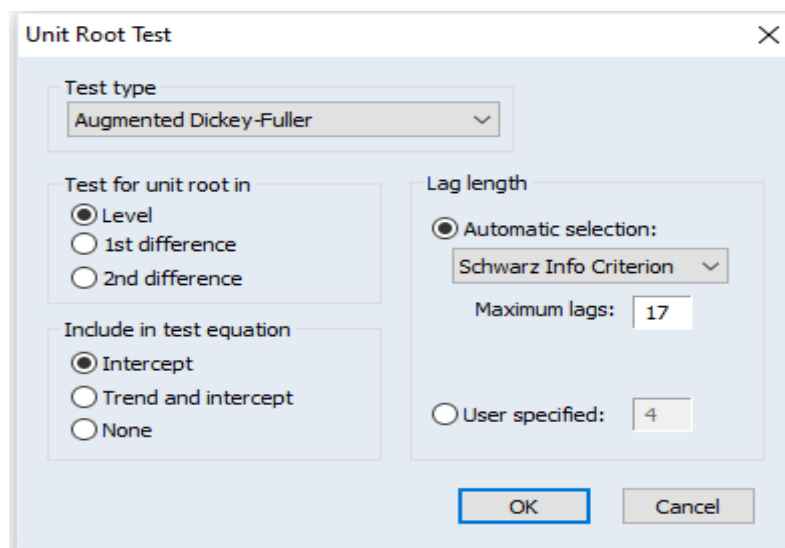 Unit Root Test
Test type
Augmented Dickey-Fuller
Test for unit root in
Level
1st difference
2nd difference
Include in test equation
Intercept
Trend and intercept
None
Lag length
Automatic selection:
Schwarz Info Criterion
Maximum lags: 17
User specified: 4
OK Cancel